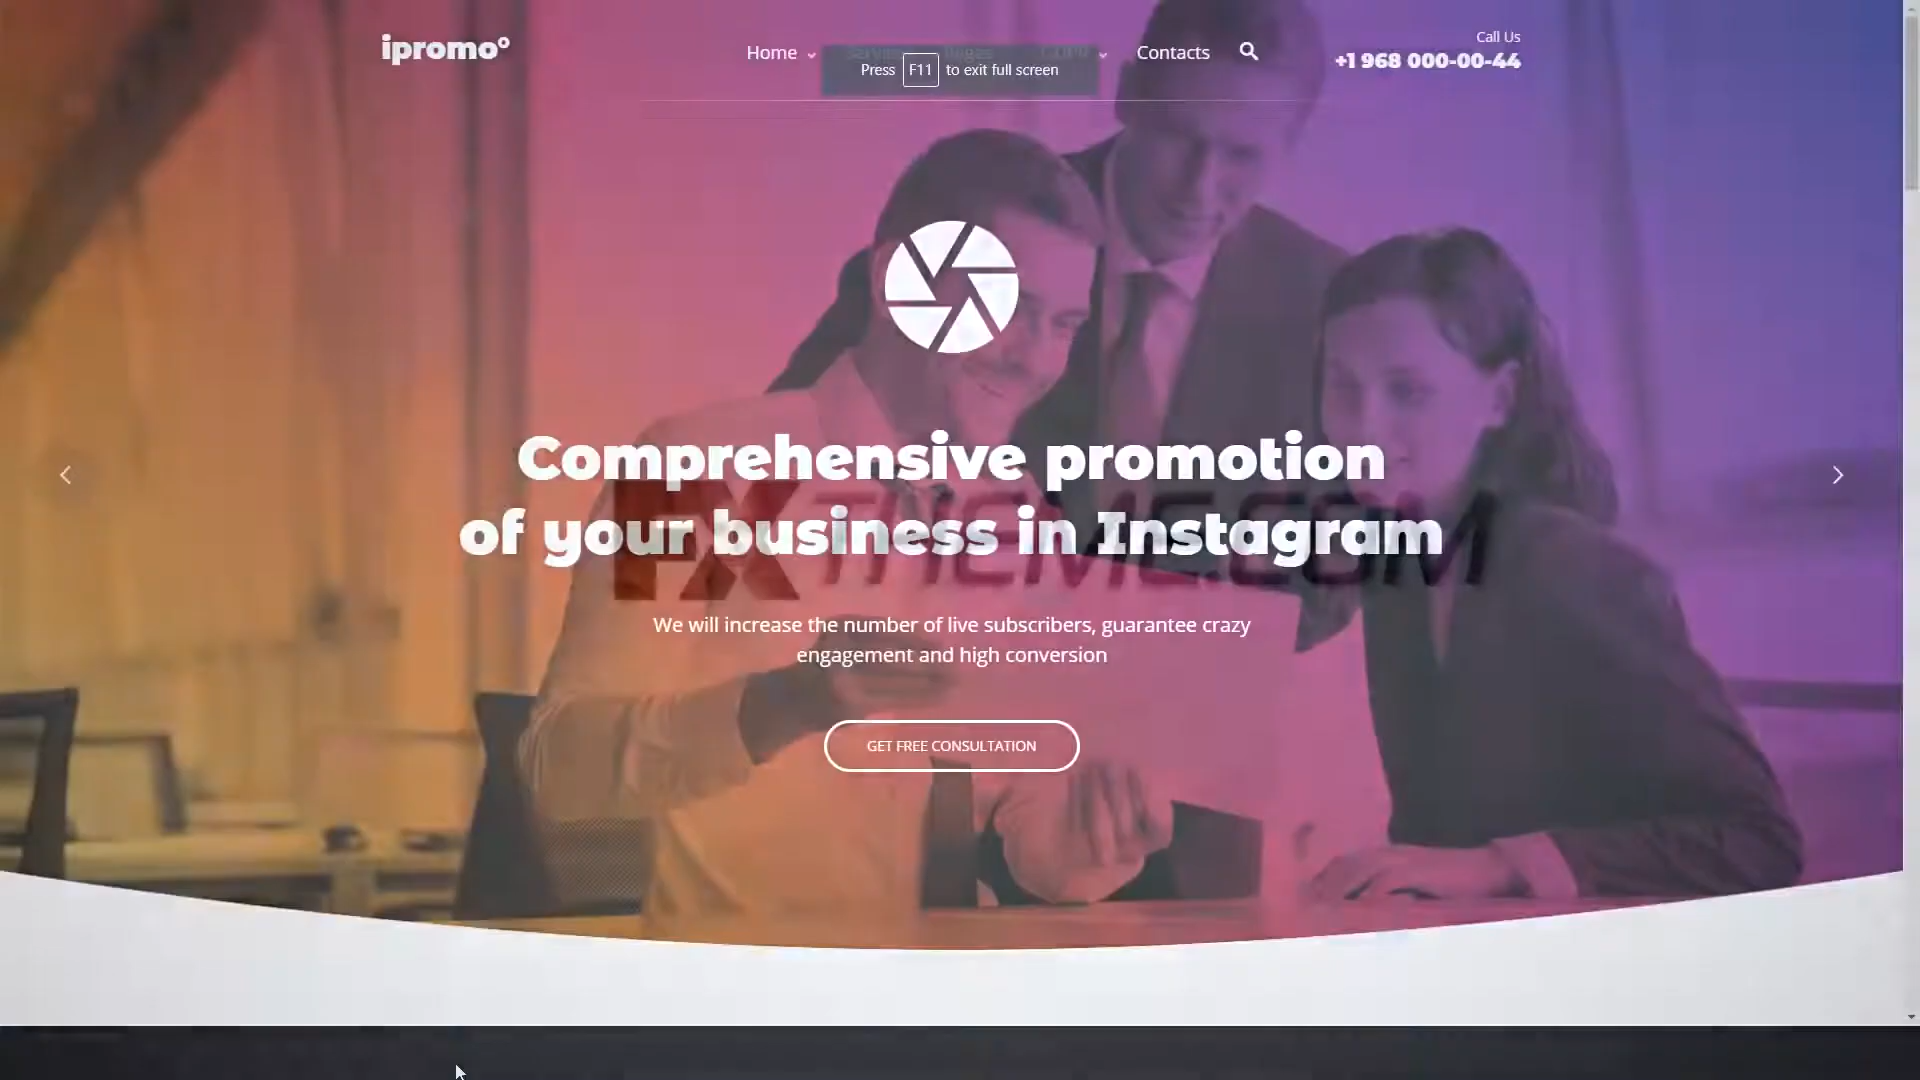 ipromo°
Home
Contacts
Call Us
+1 968 000-00-44
Press F11 to exit full screen
Comprehensive promotion
of your business in Instagram
FXTHEME.COM
We will increase the number of live subscribers, guarantee crazy
engagement and high conversion
GET FREE CONSULTATION